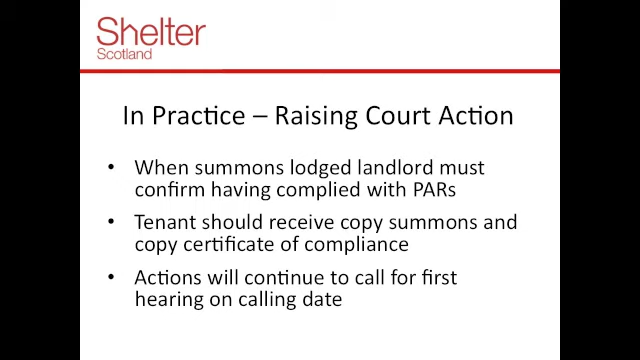 Shelter
Scotland
In Practice – Raising Court Action
• When summons lodged landlord must
confirm having complied with PARs
• Tenant should receive copy summons and
copy certificate of compliance
• Actions will continue to call for first
hearing on calling date